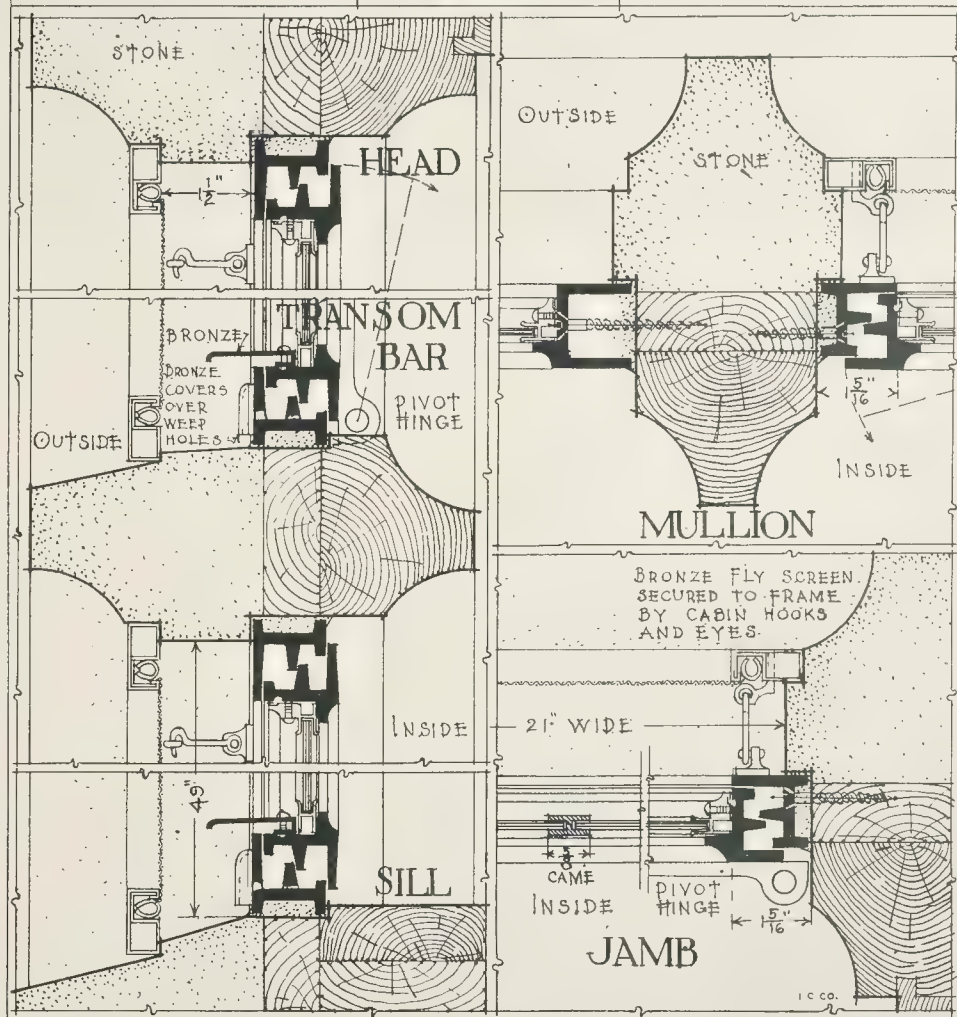 STONE
HEAD
1 1/2"
TRANSOM
BAR
BRONZE
BRONZE
COVERS
OVER
WEEP
HOLES
PIVOT
HINGE
OUTSIDE
INSIDE
49"
SILL
OUTSIDE
STONE
5/16"
INSIDE
MULLION
BRONZE FLY SCREEN
SECURED TO FRAME
BY CABIN HOOKS
AND EYES.
21" WIDE
CAME
INSIDE
PIVOT
HINGE
1 5/16"
JAMB
I C CO.